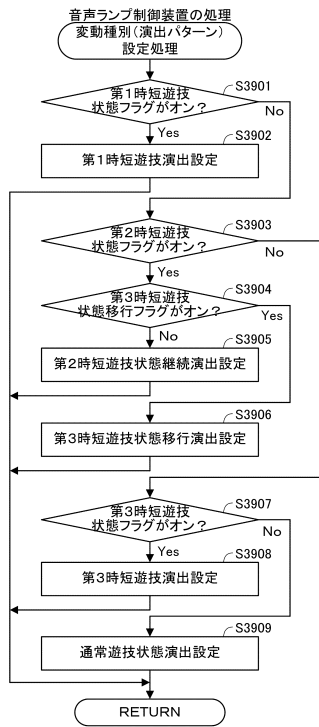 音声ランプ制御装置の処理
変動種別(演出パターン)
設定処理
S3901
第1時短遊技
状態フラグがオン?
No
Yes
S3902
第1時短遊技演出設定
S3903
第2時短遊技
状態フラグがオン?
No
Yes
S3904
第3時短遊技
状態移行フラグがオン?
Yes
No
S3905
第2時短遊技状態継続演出設定
S3906
第3時短遊技状態移行演出設定
S3907
第3時短遊技
状態フラグがオン?
No
Yes
S3908
第3時短遊技演出設定
S3909
通常遊技状態演出設定
RETURN